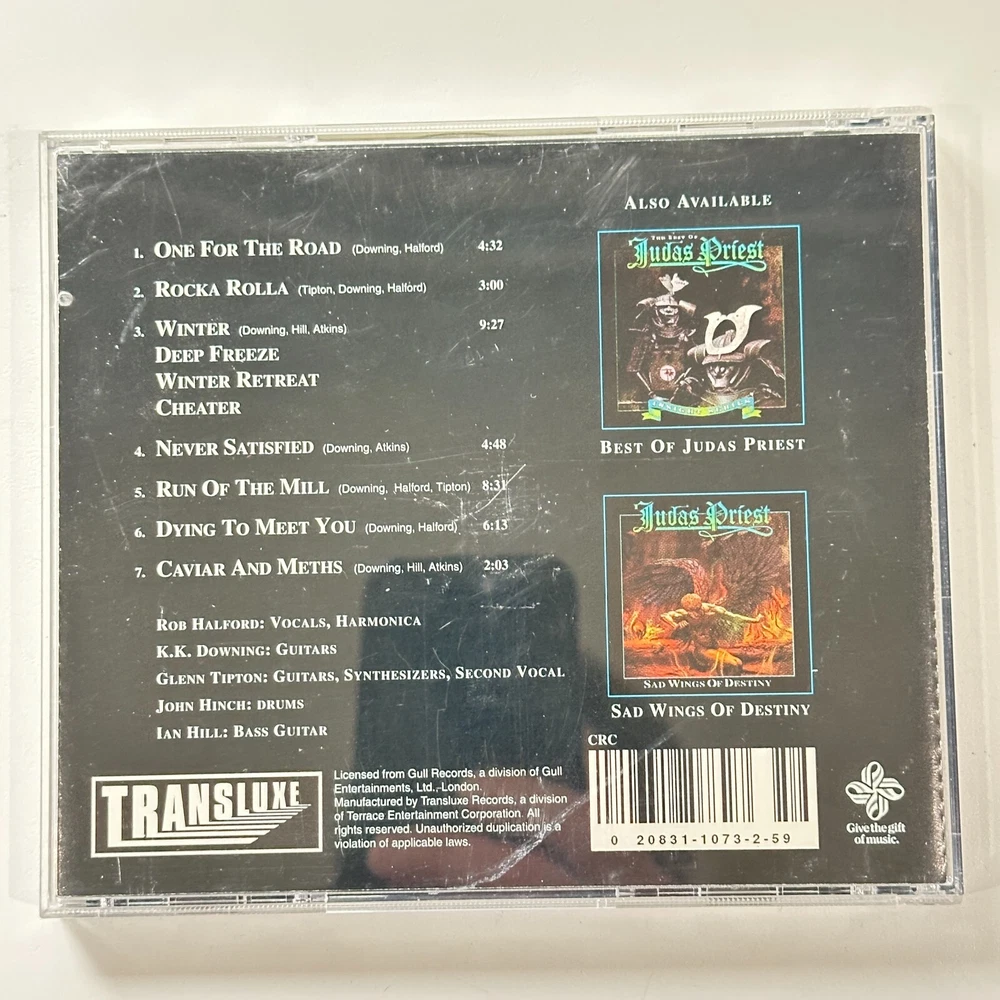 1. ONE FOR THE ROAD (Downing, Halford) 4:32
2. ROCKA ROLLA (Tipton, Downing, Halford) 3:00
3. WINTER (Downing, Hill, Atkins) 9:27
DEEP FREEZE
WINTER RETREAT
CHEATER
4. NEVER SATISFIED (Downing, Atkins) 4:48
5. RUN OF THE MILL (Downing, Halford, Tipton) 8:31
6. DYING TO MEET YOU (Downing, Halford) 6:13
7. CAVIAR AND METHS (Downing, Hill, Atkins) 2:03
ROB HALFORD: VOCALS, HARMONICA
K.K. DOWNING: GUITARS
GLENN TIPTON: GUITARS, SYNTHESIZERS, SECOND VOCAL
JOHN HINCH: DRUMS
IAN HILL: BASS GUITAR
TRANSLUXE
Licensed from Gull Records, a division of Gull
Entertainments, Ltd., London.
Manufactured by Transluxe Records, a division
of Terrace Entertainment Corporation. All
rights reserved. Unauthorized duplication is a
violation of applicable laws.
ALSO AVAILABLE
THE BEST OF
Judas Priest
BEST OF JUDAS PRIEST
Judas Priest
SAD WINGS OF DESTINY
SAD WINGS OF DESTINY
CRC
0 20831-1073-2-59
Give the gift
of music.